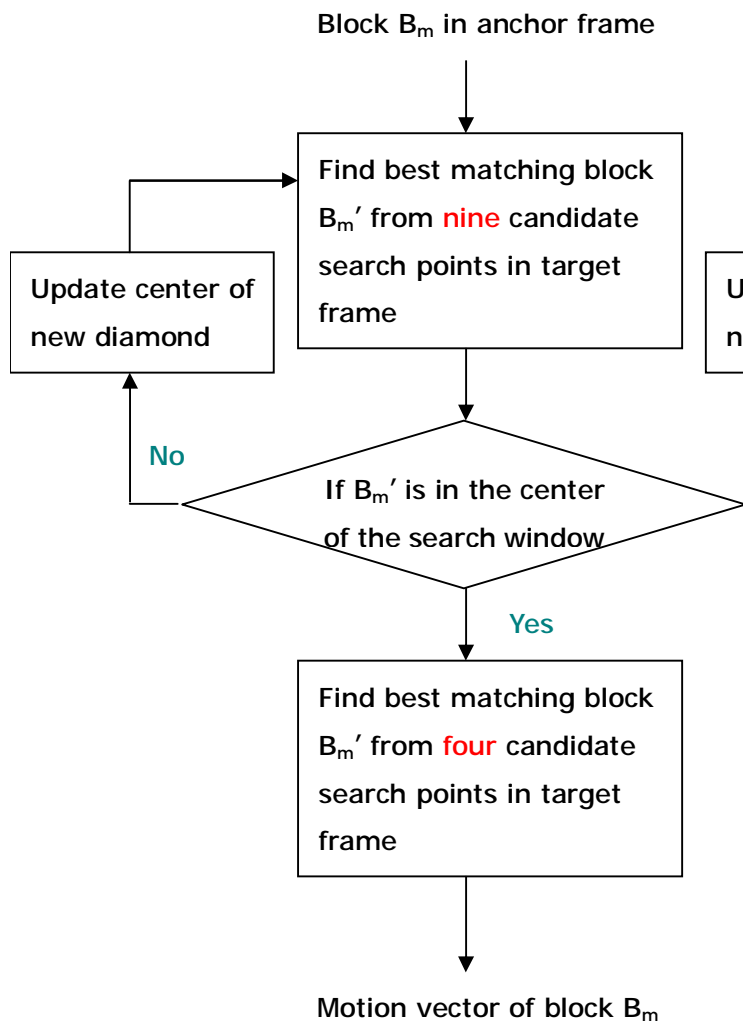 Block Bm in anchor frame
Find best matching block
Bm′ from nine candidate
search points in target
frame
Update center of
new diamond
No
If Bm′ is in the center
of the search window
Yes
Find best matching block
Bm′ from four candidate
search points in target
frame
Motion vector of block Bm